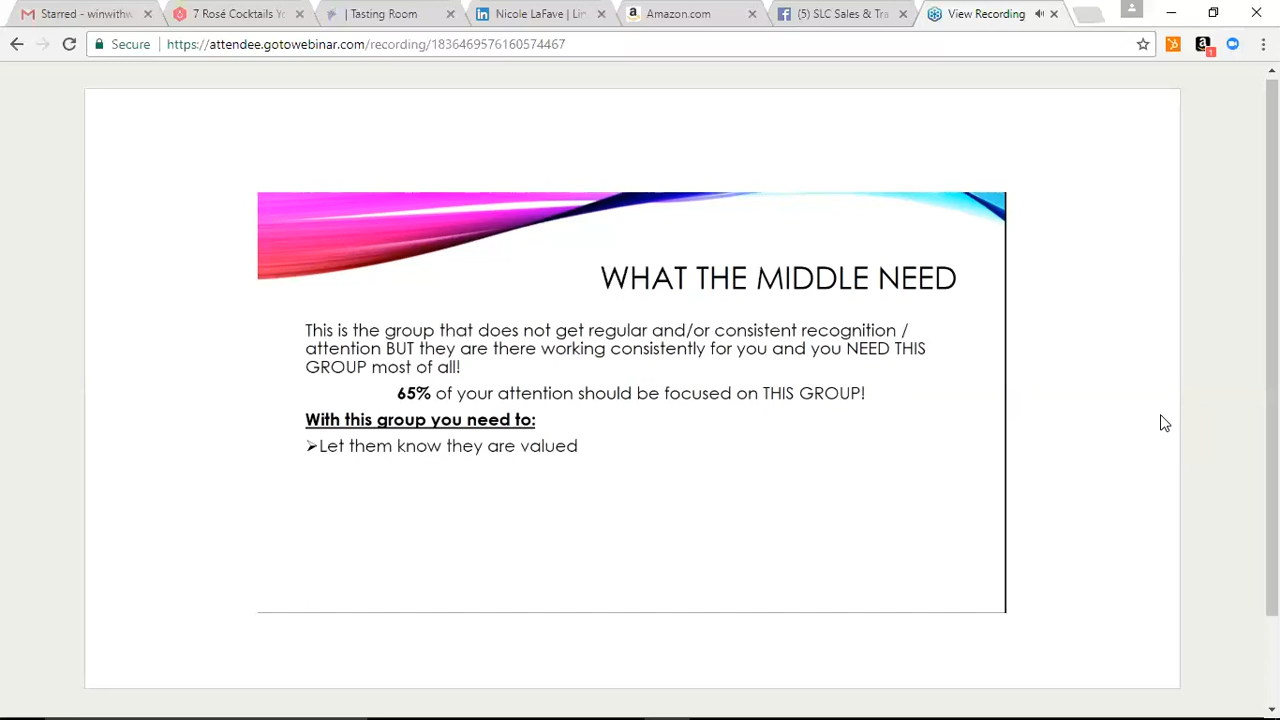 Starred - winwithw
7 Rosé Cocktails Yo
| Tasting Room
Nicole LaFave | Lin
Amazon.com
(5) SLC Sales & Tra
View Recording
Secure
https://attendee.gotowebinar.com/recording/1836469576160574467
1
WHAT THE MIDDLE NEED
This is the group that does not get regular and/or consistent recognition /
attention BUT they are there working consistently for you and you NEED THIS
GROUP most of all!
65% of your attention should be focused on THIS GROUP!
With this group you need to:
➢Let them know they are valued